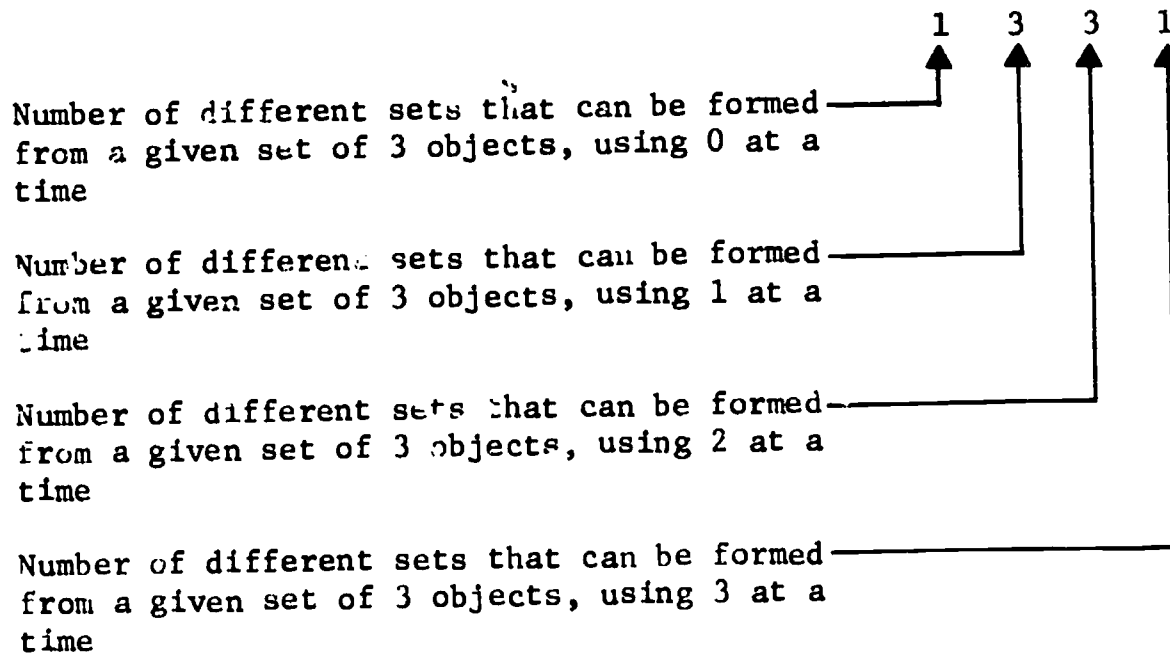 1 3 3 1
Number of different sets that can be formed
from a given set of 3 objects, using 0 at a
time
Number of different sets that can be formed
from a given set of 3 objects, using 1 at a
time
Number of different sets that can be formed
from a given set of 3 objects, using 2 at a
time
Number of different sets that can be formed
from a given set of 3 objects, using 3 at a
time